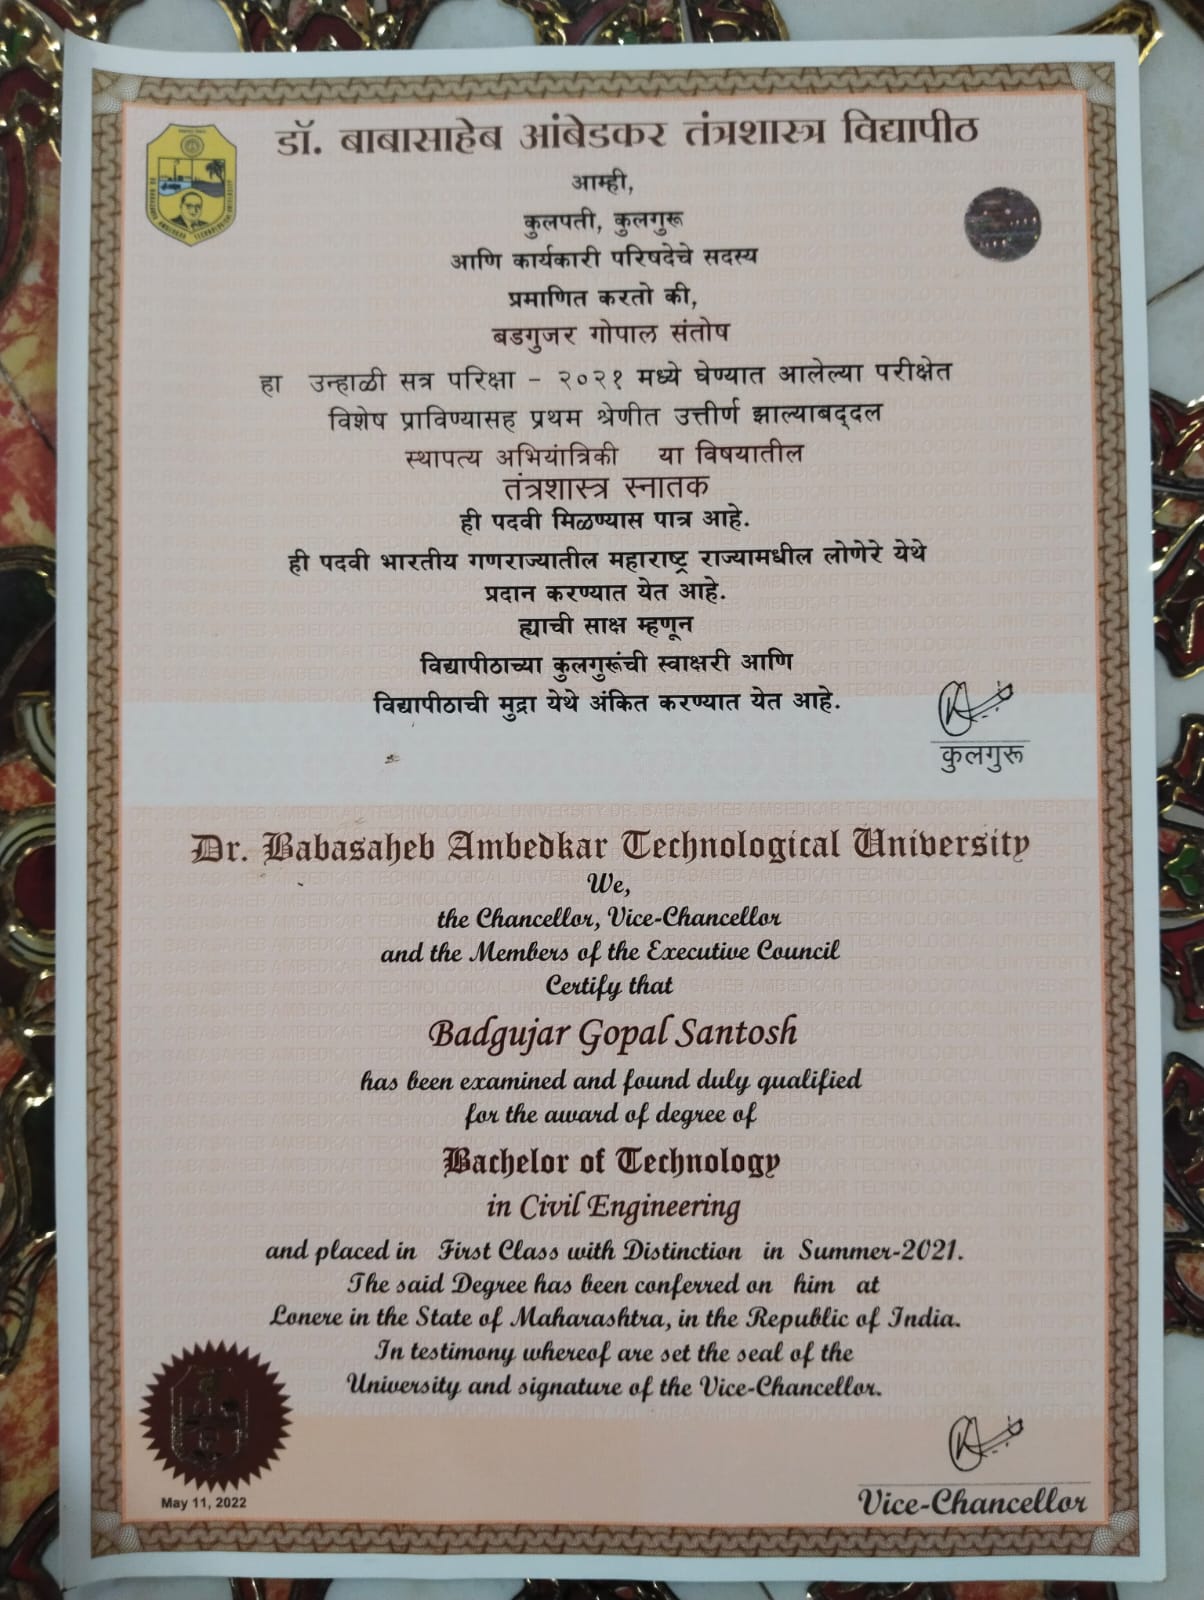 डॉ. बाबासाहेब आंबेडकर तंत्रशास्त्र विद्यापीठ
आम्ही,
कुलपती, कुलगुरू
आणि कार्यकारी परिषदेचे सदस्य
प्रमाणित करतो की,
बडगुजर गोपाल संतोष
हा उन्हाळी सत्र परिक्षा - २०२१ मध्ये घेण्यात आलेल्या परीक्षेत
विशेष प्राविण्यासह प्रथम श्रेणीत उत्तीर्ण झाल्याबद्दल
स्थापत्य अभियांत्रिकी या विषयातील
तंत्रशास्त्र स्नातक
ही पदवी मिळण्यास पात्र आहे.
ही पदवी भारतीय गणराज्यातील महाराष्ट्र राज्यामधील लोणेरे येथे
प्रदान करण्यात येत आहे.
ह्याची साक्ष म्हणून
विद्यापीठाच्या कुलगुरूंची स्वाक्षरी आणि
विद्यापीठाची मुद्रा येथे अंकित करण्यात येत आहे.
कुलगुरू
Dr. Babasaheb Ambedkar Technological University
We,
the Chancellor, Vice-Chancellor
and the Members of the Executive Council
Certify that
Badgujar Gopal Santosh
has been examined and found duly qualified
for the award of degree of
Bachelor of Technology
in Civil Engineering
and placed in First Class with Distinction in Summer-2021.
The said Degree has been conferred on him at
Lonere in the State of Maharashtra, in the Republic of India.
In testimony whereof are set the seal of the
University and signature of the Vice-Chancellor.
May 11, 2022
Vice-Chancellor